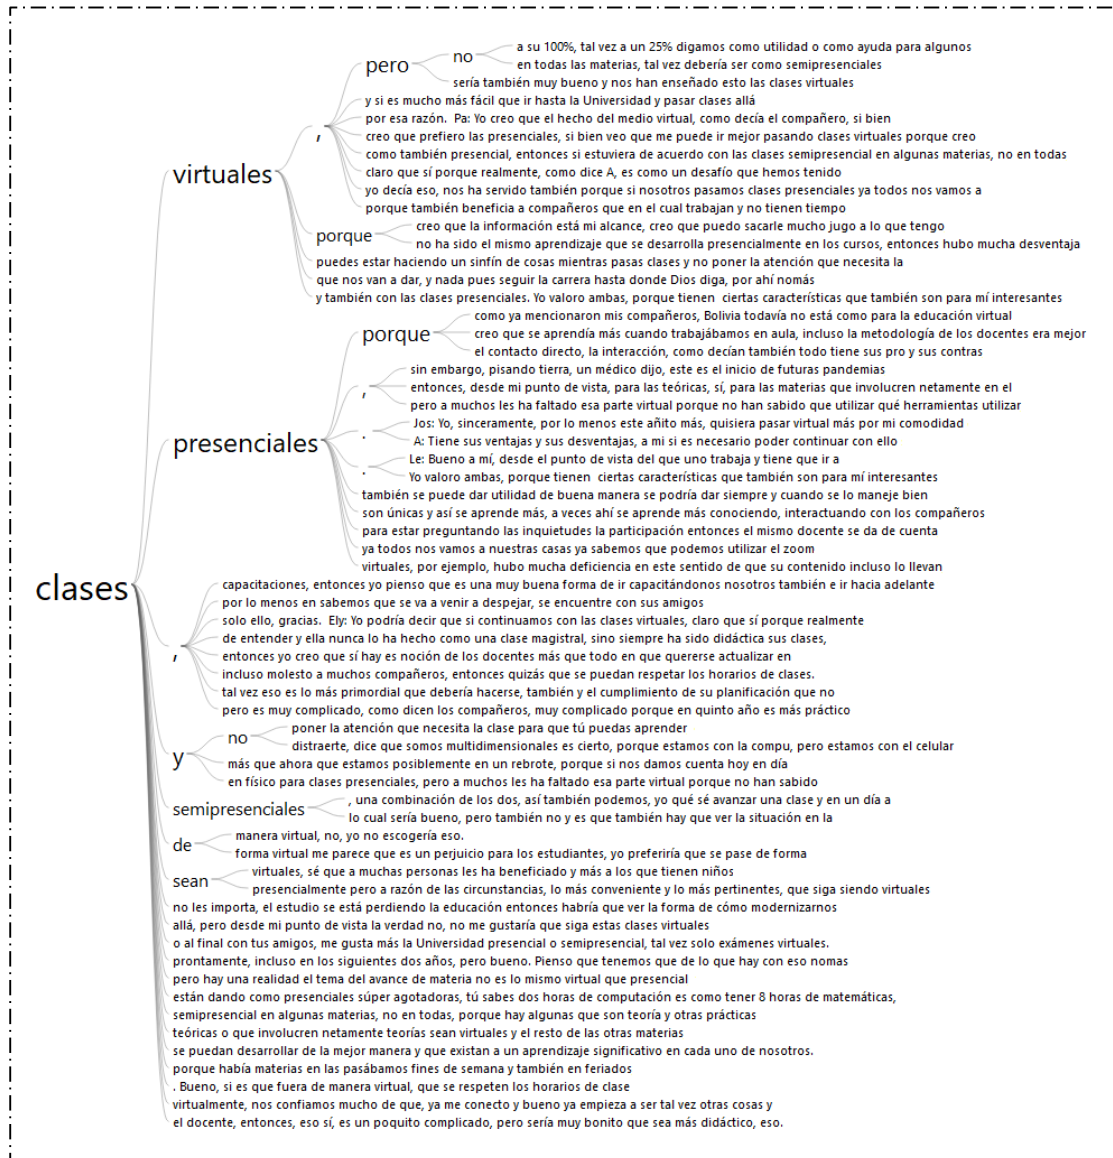 a su 100%, tal vez a un 25% digamos como utilidad o como ayuda para algunos
pero
no
en todas las materias, tal vez debería ser como semipresenciales
sería también muy bueno y nos han enseñado esto las clases virtuales
y si es mucho más fácil que ir hasta la Universidad y pasar clases allá
por esa razón. Pa: Yo creo que el hecho del medio virtual, como decía el compañero, si bien
,
creo que prefiero las presenciales, si bien veo que me puede ir mejor pasando clases virtuales porque creo
como también presencial, entonces si estuviera de acuerdo con las clases semipresencial en algunas materias, no en todas
virtuales
claro que sí porque realmente, como dice A, es como un desafío que hemos tenido
yo decía eso, nos ha servido también porque si nosotros pasamos clases presenciales ya todos nos vamos a
porque también beneficia a compañeros que en el cual trabajan y no tienen tiempo
creo que la información está mi alcance, creo que puedo sacarle mucho jugo a lo que tengo
porque
no ha sido el mismo aprendizaje que se desarrolla presencialmente en los cursos, entonces hubo mucha desventaja
puedes estar haciendo un sinfín de cosas mientras pasas clases y no poner la atención que necesita la
que nos van a dar, y nada pues seguir la carrera hasta donde Dios diga, por ahí nomás
y también con las clases presenciales. Yo valoro ambas, porque tienen ciertas características que también son para mí interesantes
como ya mencionaron mis compañeros, Bolivia todavía no está como para la educación virtual
porque
creo que se aprendía más cuando trabajábamos en aula, incluso la metodología de los docentes era mejor
el contacto directo, la interacción, como decían también todo tiene sus pro y sus contras
sin embargo, pisando tierra, un médico dijo, este es el inicio de futuras pandemias
,
entonces, desde mi punto de vista, para las teóricas, sí, para las materias que involucren netamente en el
pero a muchos les ha faltado esa parte virtual porque no han sabido que utilizar qué herramientas utilizar
Jos: Yo, sinceramente, por lo menos este añito más, quisiera pasar virtual más por mi comodidad
.
A: Tiene sus ventajas y sus desventajas, a mi si es necesario poder continuar con ello
presenciales
Le: Bueno a mí, desde el punto de vista del que uno trabaja y tiene que ir a
.
Yo valoro ambas, porque tienen ciertas características que también son para mí interesantes
también se puede dar utilidad de buena manera se podría dar siempre y cuando se lo maneje bien
son únicas y así se aprende más, a veces ahí se aprende más conociendo, interactuando con los compañeros
para estar preguntando las inquietudes la participación entonces el mismo docente se da de cuenta
ya todos nos vamos a nuestras casas ya sabemos que podemos utilizar el zoom
virtuales, por ejemplo, hubo mucha deficiencia en este sentido de que su contenido incluso lo llevan
clases
capacitaciones, entonces yo pienso que es una muy buena forma de ir capacitándonos nosotros también e ir hacia adelante
por lo menos en sabemos que se va a venir a despejar, se encuentre con sus amigos
solo ello, gracias. Ely: Yo podría decir que si continuamos con las clases virtuales, claro que sí porque realmente
de entender y ella nunca lo ha hecho como una clase magistral, sino siempre ha sido didáctica sus clases,
,
entonces yo creo que sí hay es noción de los docentes más que todo en que quererse actualizar en
incluso molesto a muchos compañeros, entonces quizás que se puedan respetar los horarios de clases.
tal vez eso es lo más primordial que debería hacerse, también y el cumplimiento de su planificación que no
pero es muy complicado, como dicen los compañeros, muy complicado porque en quinto año es más práctico
poner la atención que necesita la clase para que tú puedas aprender
no
distraerte, dice que somos multidimensionales es cierto, porque estamos con la compu, pero estamos con el celular
y
más que ahora que estamos posiblemente en un rebrote, porque si nos damos cuenta hoy en día
en físico para clases presenciales, pero a muchos les ha faltado esa parte virtual porque no han sabido
, una combinación de los dos, así también podemos, yo qué sé avanzar una clase y en un día a
semipresenciales
lo cual sería bueno, pero también no y es que también hay que ver la situación en la
manera virtual, no, yo no escogería eso.
de
forma virtual me parece que es un perjuicio para los estudiantes, yo preferiría que se pase de forma
virtuales, sé que a muchas personas les ha beneficiado y más a los que tienen niños
sean
presencialmente pero a razón de las circunstancias, lo más conveniente y lo más pertinentes, que siga siendo virtuales
no les importa, el estudio se está perdiendo la educación entonces habría que ver la forma de cómo modernizarnos
allá, pero desde mi punto de vista la verdad no, no me gustaría que siga estas clases virtuales
o al final con tus amigos, me gusta más la Universidad presencial o semipresencial, tal vez solo exámenes virtuales.
prontamente, incluso en los siguientes dos años, pero bueno. Pienso que tenemos que de lo que hay con eso nomas
pero hay una realidad el tema del avance de materia no es lo mismo virtual que presencial
están dando como presenciales súper agotadoras, tú sabes dos horas de computación es como tener 8 horas de matemáticas,
semipresencial en algunas materias, no en todas, porque hay algunas que son teoría y otras prácticas
teóricas o que involucren netamente teorías sean virtuales y el resto de las otras materias
se puedan desarrollar de la mejor manera y que existan a un aprendizaje significativo en cada uno de nosotros.
porque había materias en las pasábamos fines de semana y también en feriados
. Bueno, si es que fuera de manera virtual, que se respeten los horarios de clase
virtualmente, nos confiamos mucho de que, ya me conecto y bueno ya empieza a ser tal vez otras cosas y
el docente, entonces, eso sí, es un poquito complicado, pero sería muy bonito que sea más didáctico, eso.